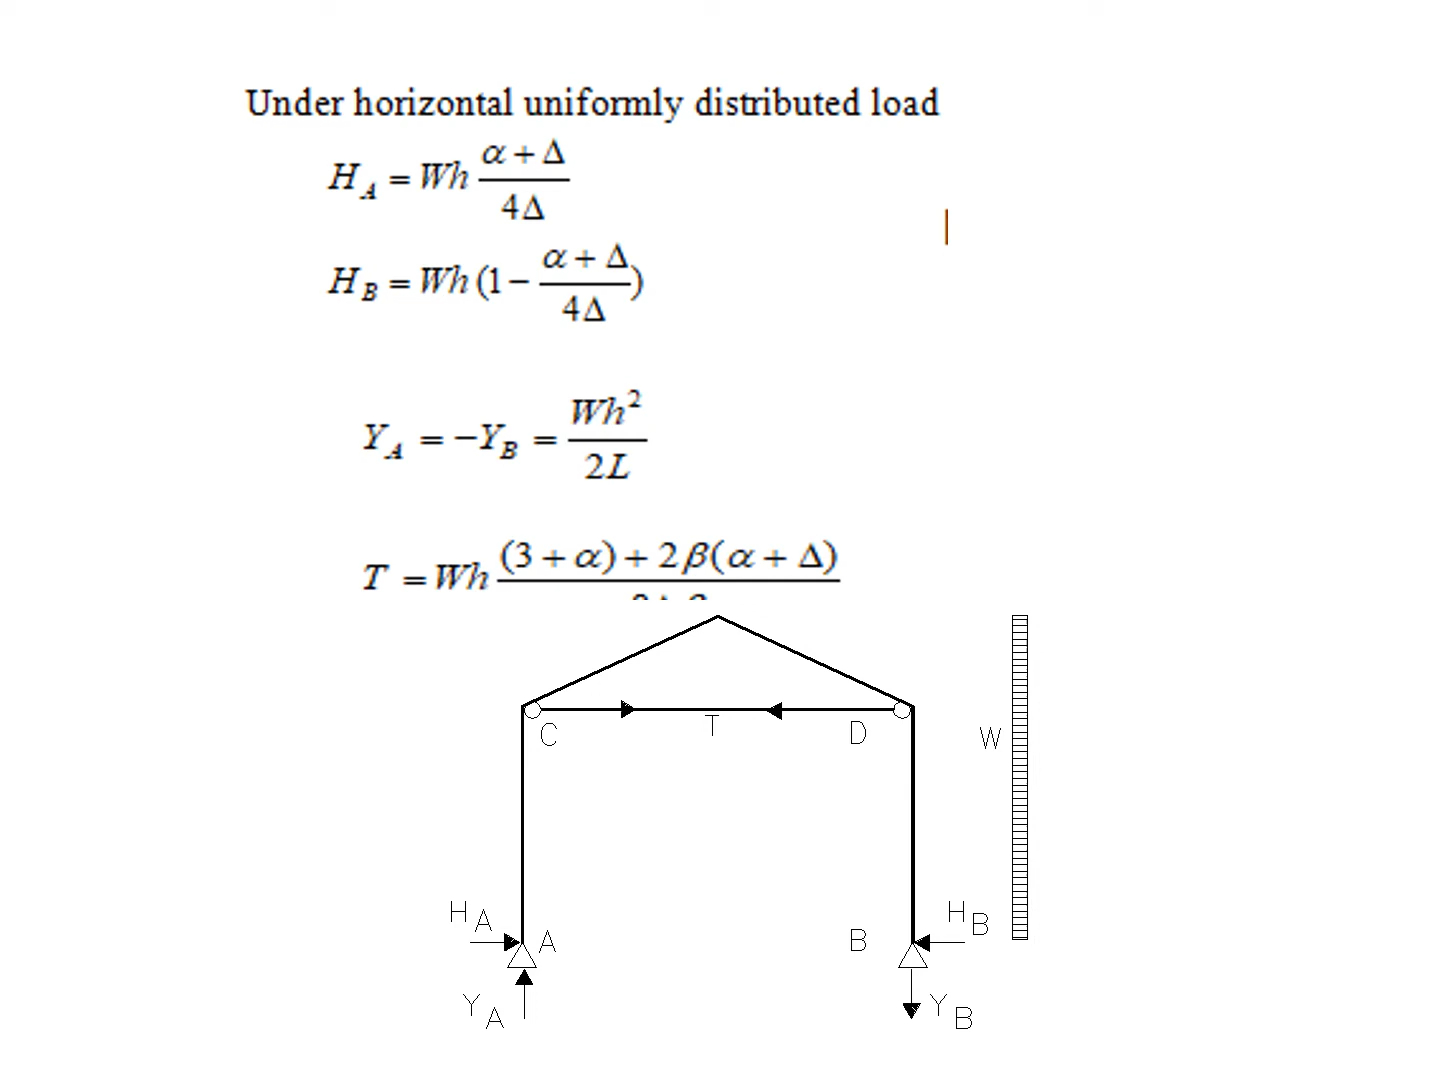 Under horizontal uniformly distributed load
H_A = Wh (α + Δ)/(4Δ)
H_B = Wh (1 − (α + Δ)/(4Δ))
Y_A = −Y_B = Wh²/(2L)
T = Wh ((3 + α) + 2β(α + Δ))/
C T D W
H_A A B H_B
Y_A Y_B